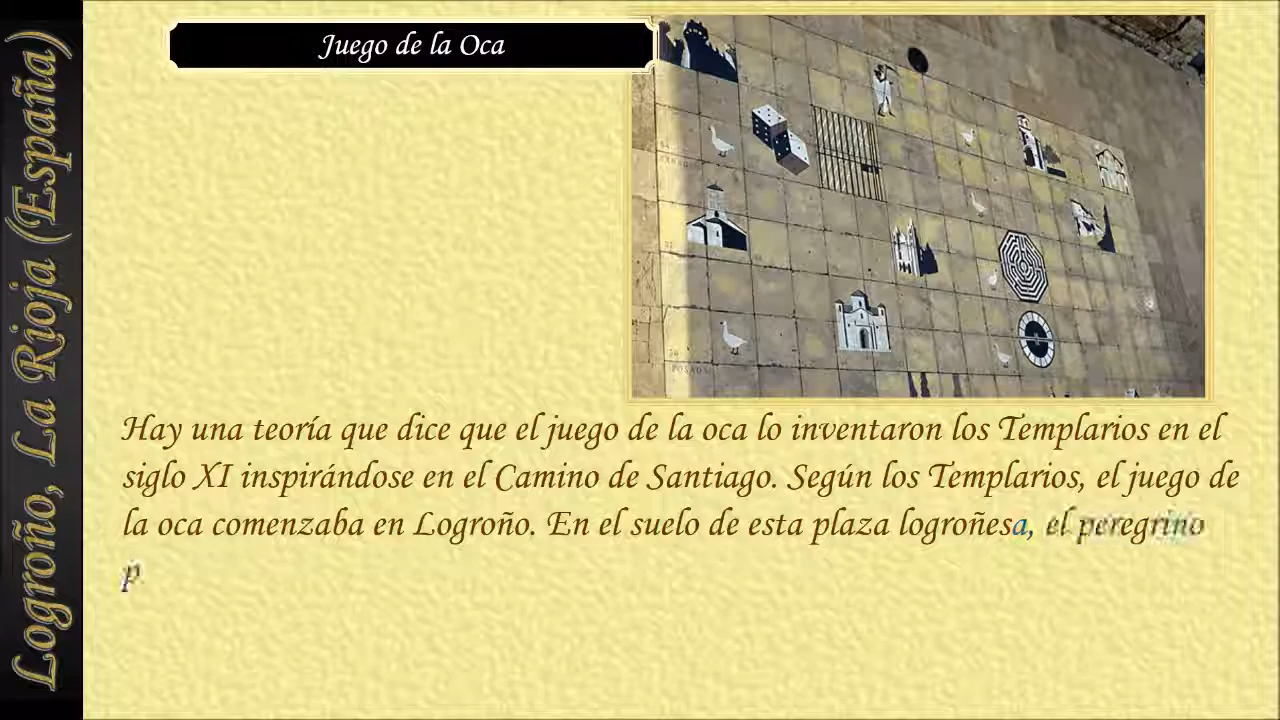 Logroño, La Rioja (España)
Juego de la Oca
Hay una teoría que dice que el juego de la oca lo inventaron los Templarios en el
siglo XI inspirándose en el Camino de Santiago. Según los Templarios, el juego de
la oca comenzaba en Logroño. En el suelo de esta plaza logroñesa, el peregrino
p